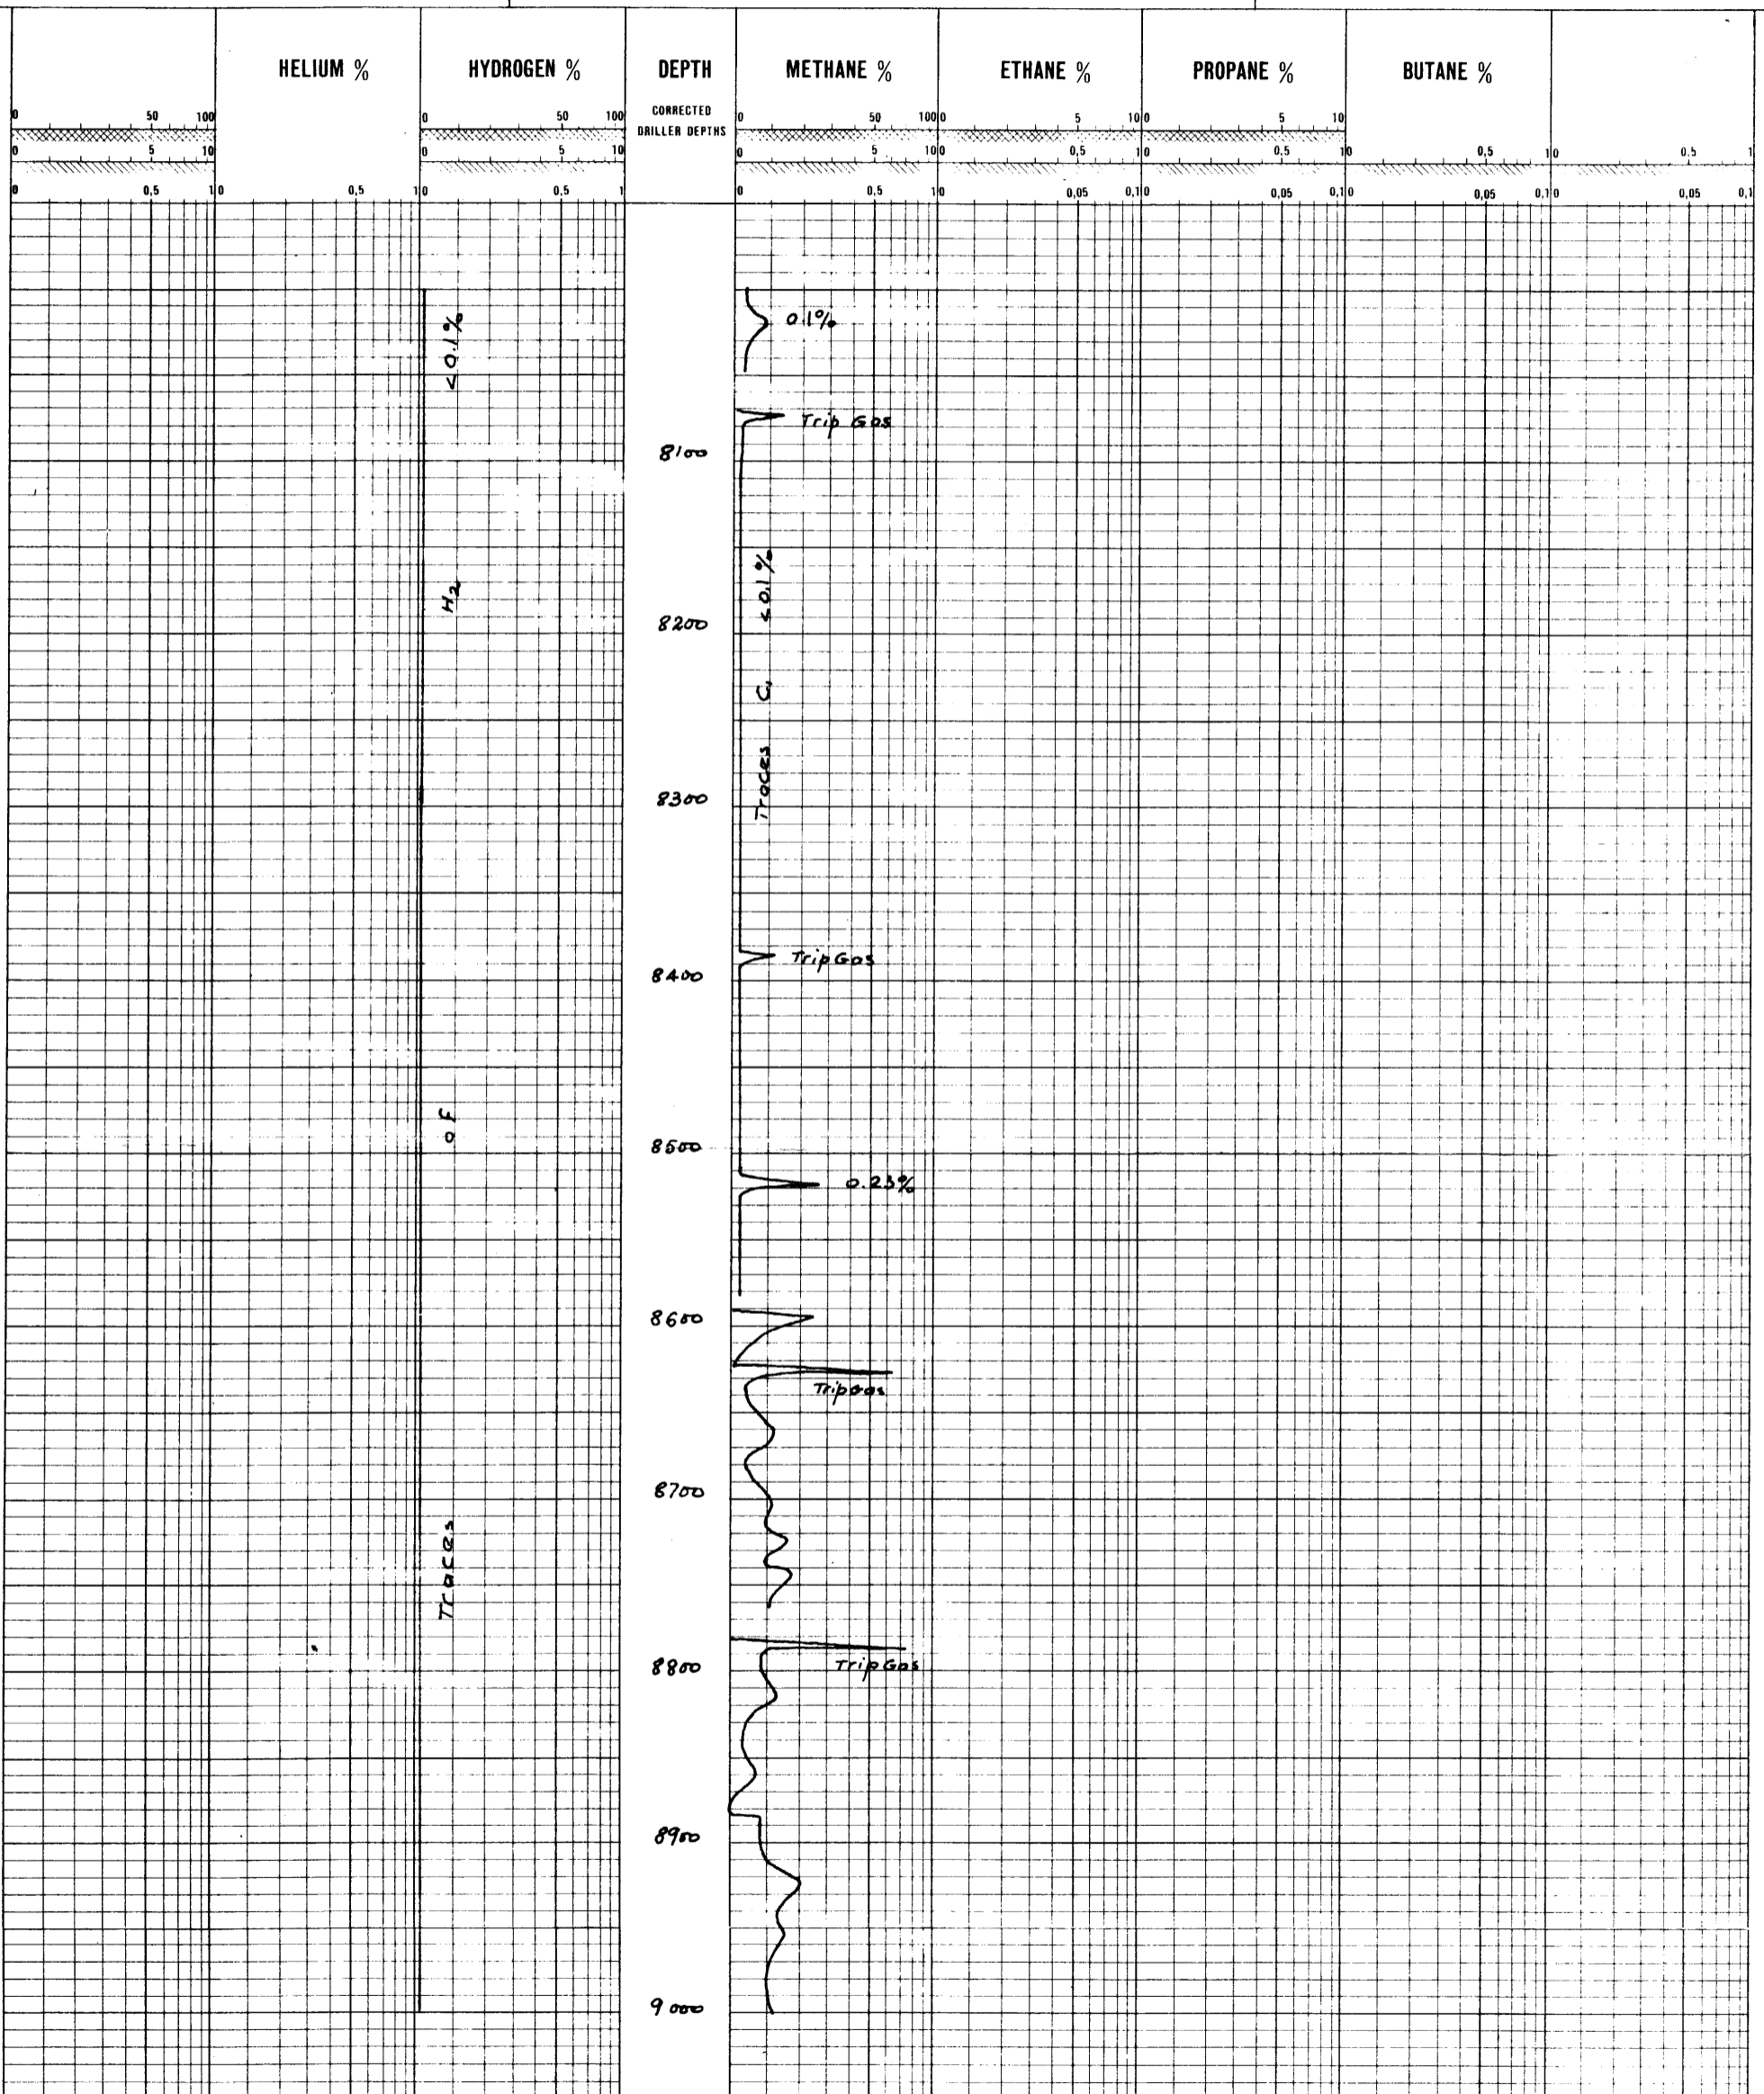 HELIUM % HYDROGEN % DEPTH METHANE % ETHANE % PROPANE % BUTANE %
CORRECTED
DRILLER DEPTHS
0 50 100 0 50 100 0 50 100 0 5 10 0 5 10
0 5 10 0 5 10 0 5 10 0 0,5 1 0 0.5 1 0 0,5 1 0 0.5 1
0 0,5 1 0 0,5 1 0 0,5 1 0 0.5 1 0 0,05 0,1 0 0,05 0,1 0 0,05 0,1 0 0,05 0,1
0.1%
Trip Gas
8100
8200
8300
Trip Gas
8400
8500
0.23%
8600
Trip Gas
8700
Trip Gas
8800
8900
9000
Traces of H2 <0.1%
Traces C1 <0.1%